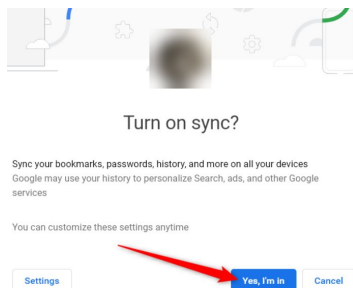 Turn on sync?
Sync your bookmarks, passwords, history, and more on all your devices
Google may use your history to personalize Search, ads, and other Google
services
You can customize these settings anytime
Settings Yes, I'm in Cancel